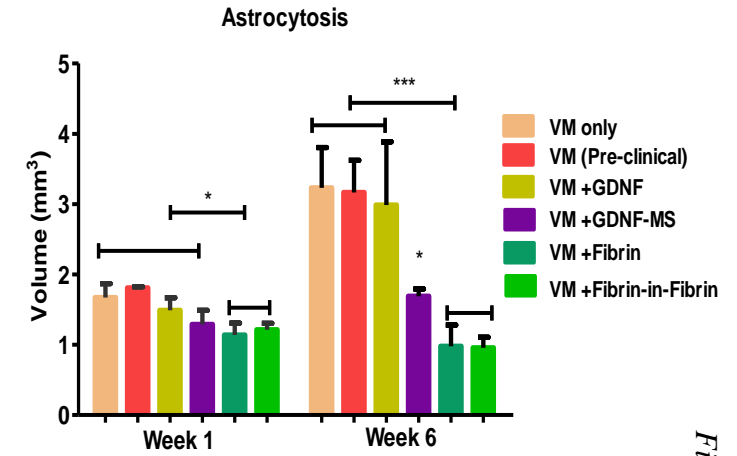 Astrocytosis
Volume (mm³)
5
4
3
2
1
0
*
***
*
Week 1
Week 6
VM only
VM (Pre-clinical)
VM +GDNF
VM +GDNF-MS
VM +Fibrin
VM +Fibrin-in-Fibrin